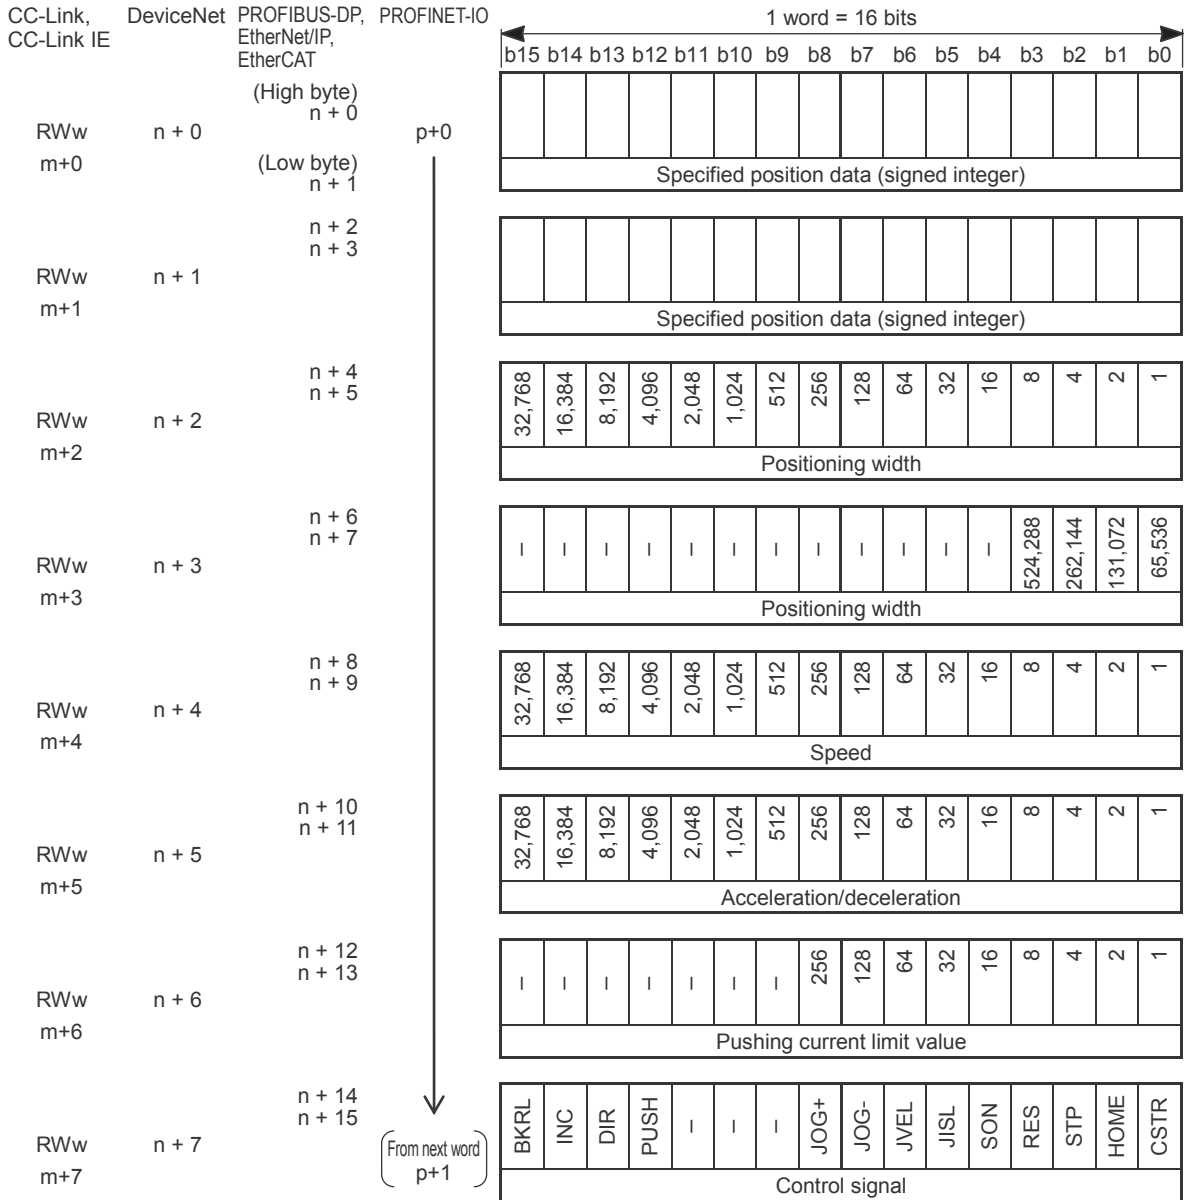 CC-Link, DeviceNet PROFIBUS-DP, PROFINET-IO 1 word = 16 bits
CC-Link IE EtherNet/IP,
EtherCAT
b15 b14 b13 b12 b11 b10 b9 b8 b7 b6 b5 b4 b3 b2 b1 b0
(High byte)
n + 0
RWw n + 0 p+0
m+0 (Low byte)
n + 1
Specified position data (signed integer)
n + 2
n + 3
RWw n + 1
m+1
Specified position data (signed integer)
n + 4
n + 5
32,768 16,384 8,192 4,096 2,048 1,024 512 256 128 64 32 16 8 4 2 1
RWw n + 2
m+2
Positioning width
n + 6
n + 7
– – – – – – – – – – – – 524,288 262,144 131,072 65,536
RWw n + 3
m+3
Positioning width
n + 8
n + 9
32,768 16,384 8,192 4,096 2,048 1,024 512 256 128 64 32 16 8 4 2 1
RWw n + 4
m+4
Speed
n + 10
n + 11
32,768 16,384 8,192 4,096 2,048 1,024 512 256 128 64 32 16 8 4 2 1
RWw n + 5
m+5
Acceleration/deceleration
n + 12
n + 13
– – – – – – – 256 128 64 32 16 8 4 2 1
RWw n + 6
m+6
Pushing current limit value
n + 14
n + 15
BKRL INC DIR PUSH – – – JOG+ JOG- JVEL JISL SON RES STP HOME CSTR
RWw n + 7 From next word
m+7 p+1
Control signal